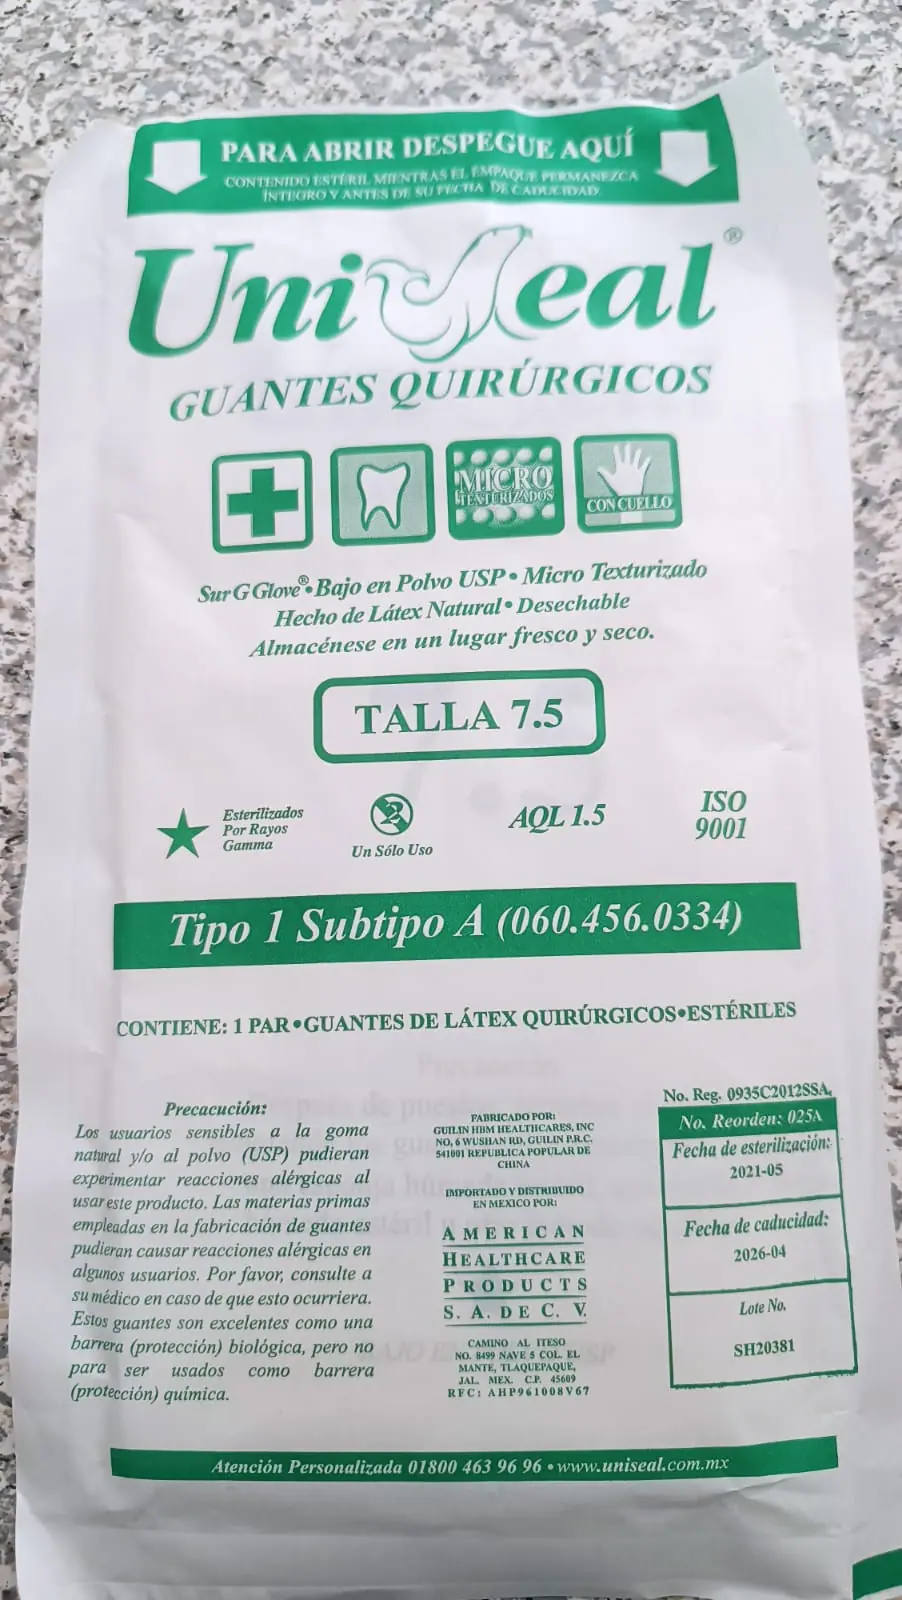 PARA ABRIR DESPEGUE AQUÍ
CONTENIDO ESTÉRIL MIENTRAS EL EMPAQUE PERMANEZCA
ÍNTEGRO Y ANTES DE SU FECHA DE CADUCIDAD.
UniSeal®
GUANTES QUIRÚRGICOS
MICRO
TEXTURIZADOS
CON CUELLO
SurG Glove®•Bajo en Polvo USP• Micro Texturizado
Hecho de Látex Natural• Desechable
Almacénese en un lugar fresco y seco.
TALLA 7.5
Esterilizados
Por Rayos
Gamma
2
Un Sólo Uso
AQL 1.5
ISO
9001
Tipo 1 Subtipo A (060.456.0334)
CONTIENE: 1 PAR•GUANTES DE LÁTEX QUIRÚRGICOS•ESTÉRILES
Precacución:
Los usuarios sensibles a la goma
natural y/o al polvo (USP) pudieran
experimentar reacciones alérgicas al
usar este producto. Las materias primas
empleadas en la fabricación de guantes
pudieran causar reacciones alérgicas en
algunos usuarios. Por favor, consulte a
su médico en caso de que esto ocurriera.
Estos guantes son excelentes como una
barrera (protección) biológica, pero no
para ser usados como barrera
(protección) química.
FABRICADO POR:
GUILIN HBM HEALTHCARES, INC
NO, 6 WUSHAN RD, GUILIN P.R.C.
541001 REPUBLICA POPULAR DE
CHINA
IMPORTADO Y DISTRIBUIDO
EN MEXICO POR:
AMERICAN
HEALTHCARE
PRODUCTS
S. A. DE C. V.
CAMINO AL ITESO
NO. 8499 NAVE 5 COL. EL
MANTE, TLAQUEPAQUE,
JAL. MEX. C.P. 45609
RFC: AHP961008V67
No. Reg. 0935C2012SSA.
No. Reorden: 025A
Fecha de esterilización:
2021-05
Fecha de caducidad:
2026-04
Lote No.
SH20381
Atención Personalizada 01800 463 96 96 • www.uniseal.com.mx